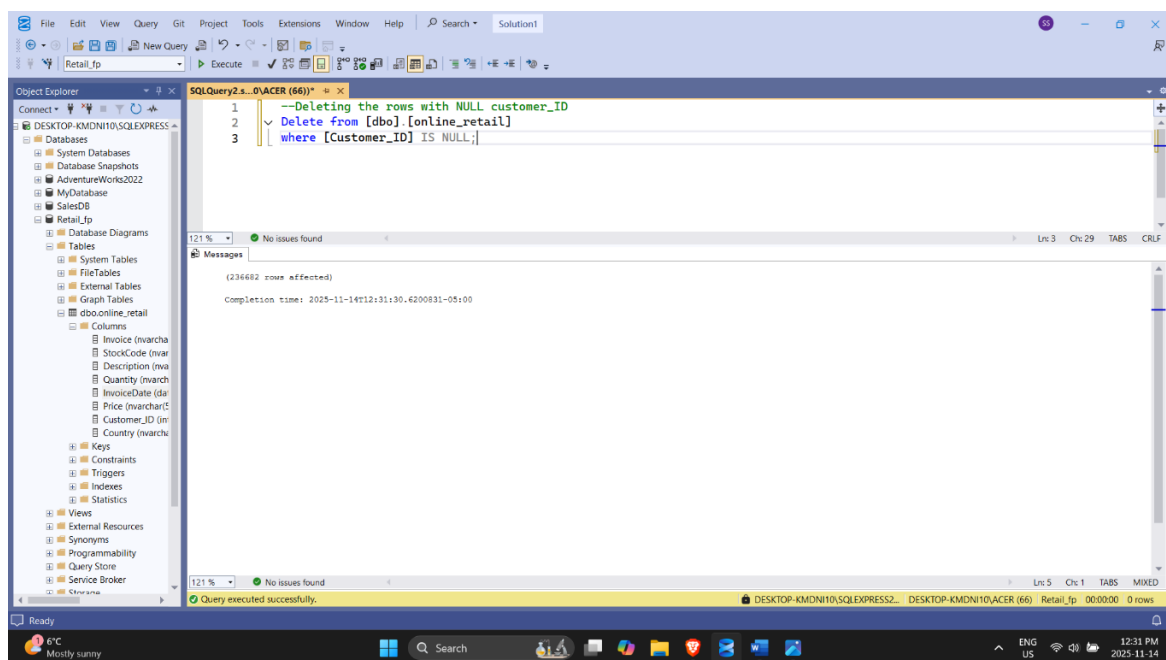 File Edit View Query Git Project Tools Extensions Window Help Search Solution1 SS
New Query
Retail_fp Execute
Object Explorer
Connect
DESKTOP-KMDNI10\SQLEXPRESS
Databases
System Databases
Database Snapshots
AdventureWorks2022
MyDatabase
SalesDB
Retail_fp
Database Diagrams
Tables
System Tables
FileTables
External Tables
Graph Tables
dbo.online_retail
Columns
Invoice (nvarcha
StockCode (nvar
Description (nva
Quantity (nvarch
InvoiceDate (dat
Price (nvarchar(5
Customer_ID (int
Country (nvarcha
Keys
Constraints
Triggers
Indexes
Statistics
Views
External Resources
Synonyms
Programmability
Query Store
Service Broker
Storage
SQLQuery2.s...0\ACER (66))*
1 --Deleting the rows with NULL customer_ID
2 Delete from [dbo].[online_retail]
3 where [Customer_ID] IS NULL;
121 % No issues found Ln: 3 Ch: 29 TABS CRLF
Messages
(236682 rows affected)
Completion time: 2025-11-14T12:31:30.6200831-05:00
121 % No issues found Ln: 5 Ch: 1 TABS MIXED
Query executed successfully. DESKTOP-KMDNI10\SQLEXPRESS2... DESKTOP-KMDNI10\ACER (66) Retail_fp 00:00:00 0 rows
Ready
1 6°C
Mostly sunny
Search
ENG
US
12:31 PM
2025-11-14